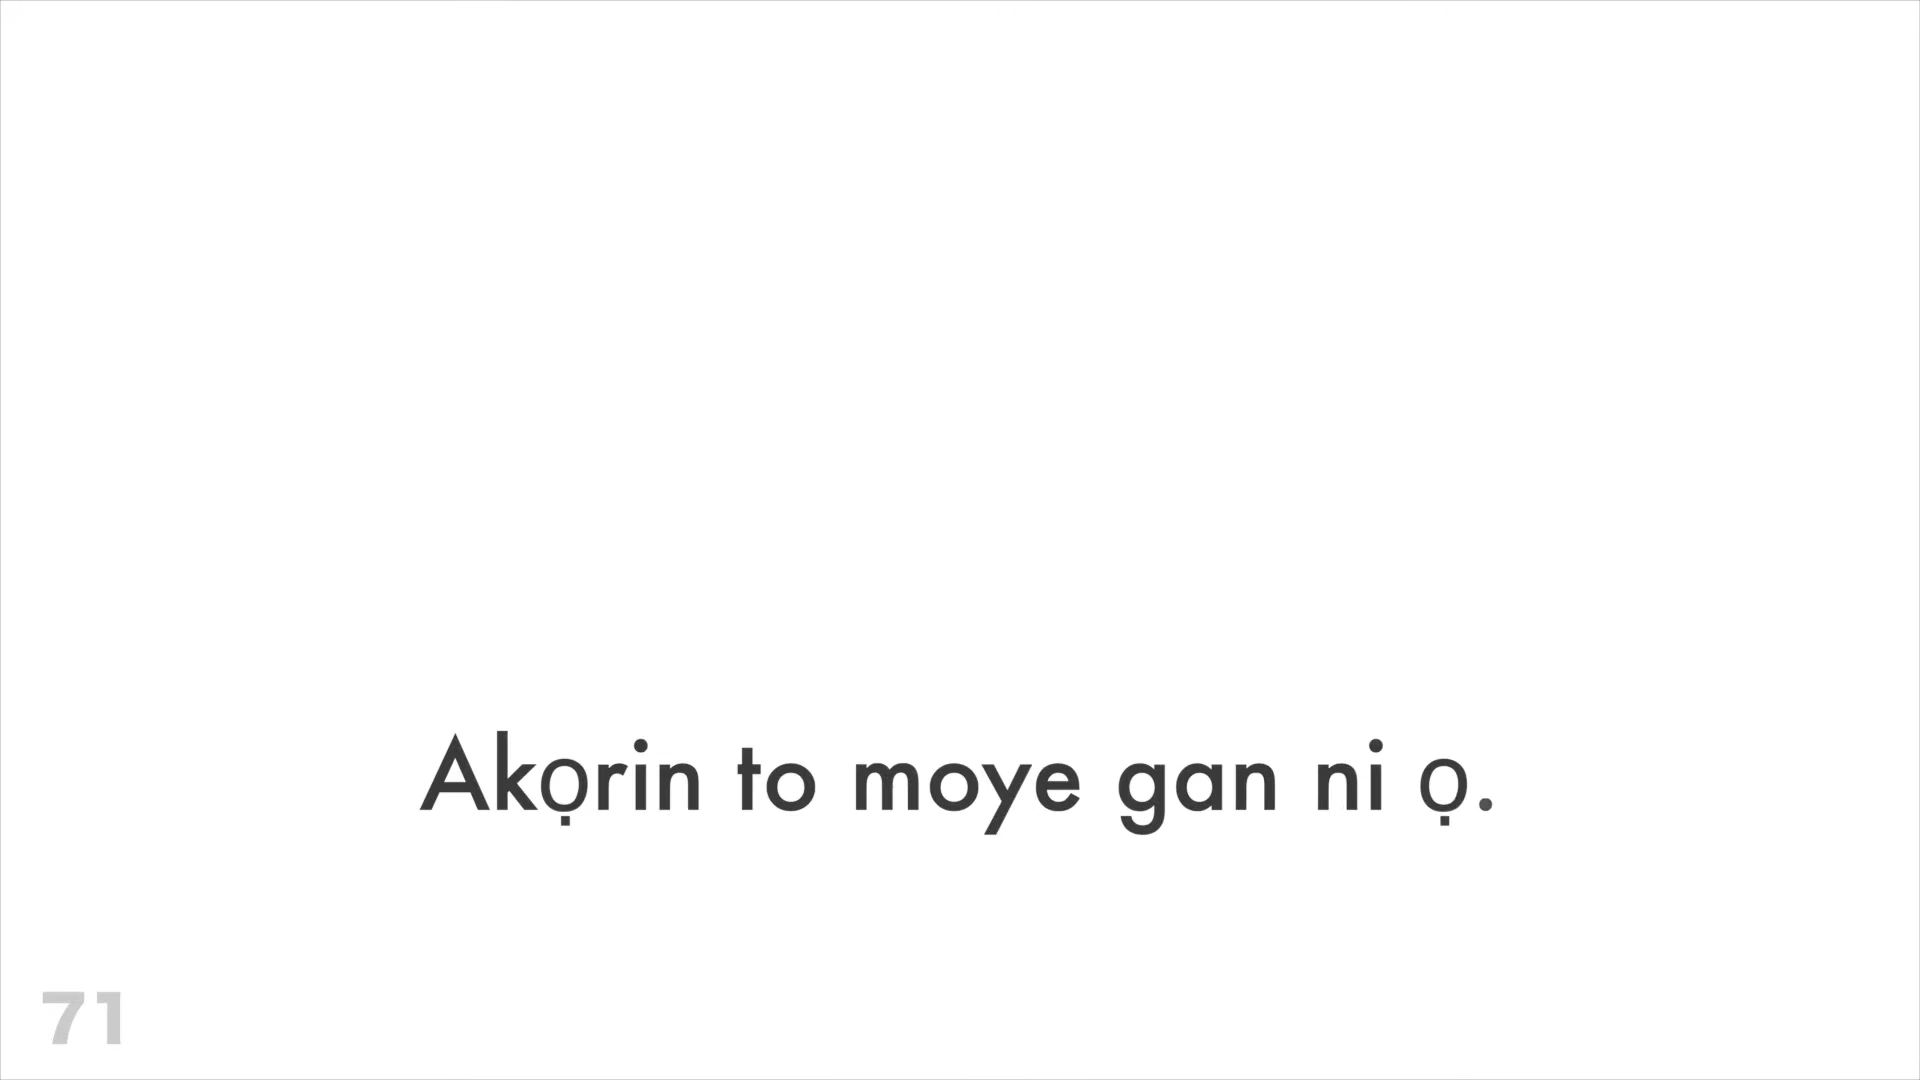 Akọrin to moye gan ni ọ.
71